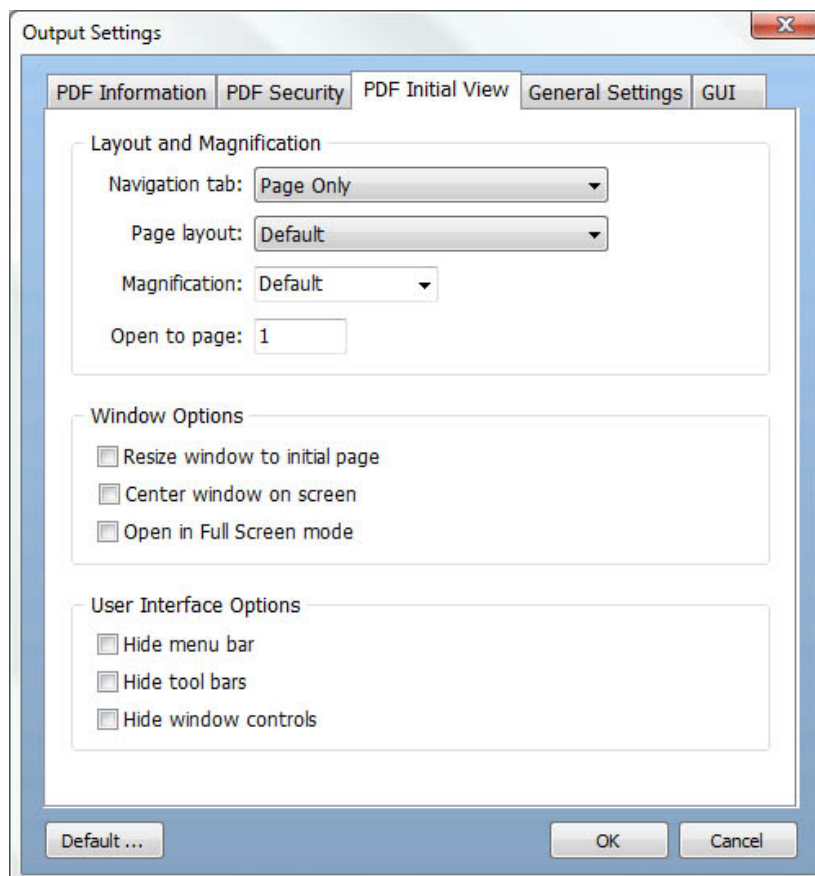 Output Settings
PDF Information PDF Security PDF Initial View General Settings GUI
Layout and Magnification
Navigation tab: Page Only
Page layout: Default
Magnification: Default
Open to page: 1
Window Options
Resize window to initial page
Center window on screen
Open in Full Screen mode
User Interface Options
Hide menu bar
Hide tool bars
Hide window controls
Default ... OK Cancel